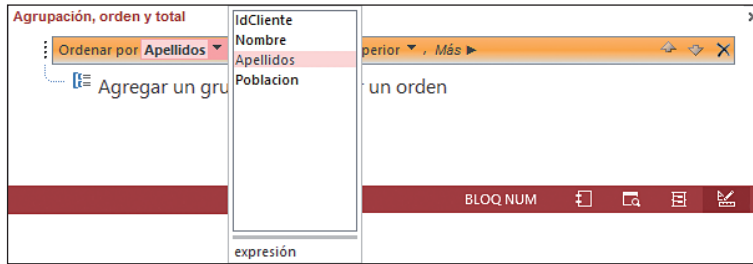 Agrupación, orden y total
Ordenar por Apellidos perior , Más
Agregar un gru un orden
IdCliente
Nombre
Apellidos
Poblacion
expresión
BLOQ NUM